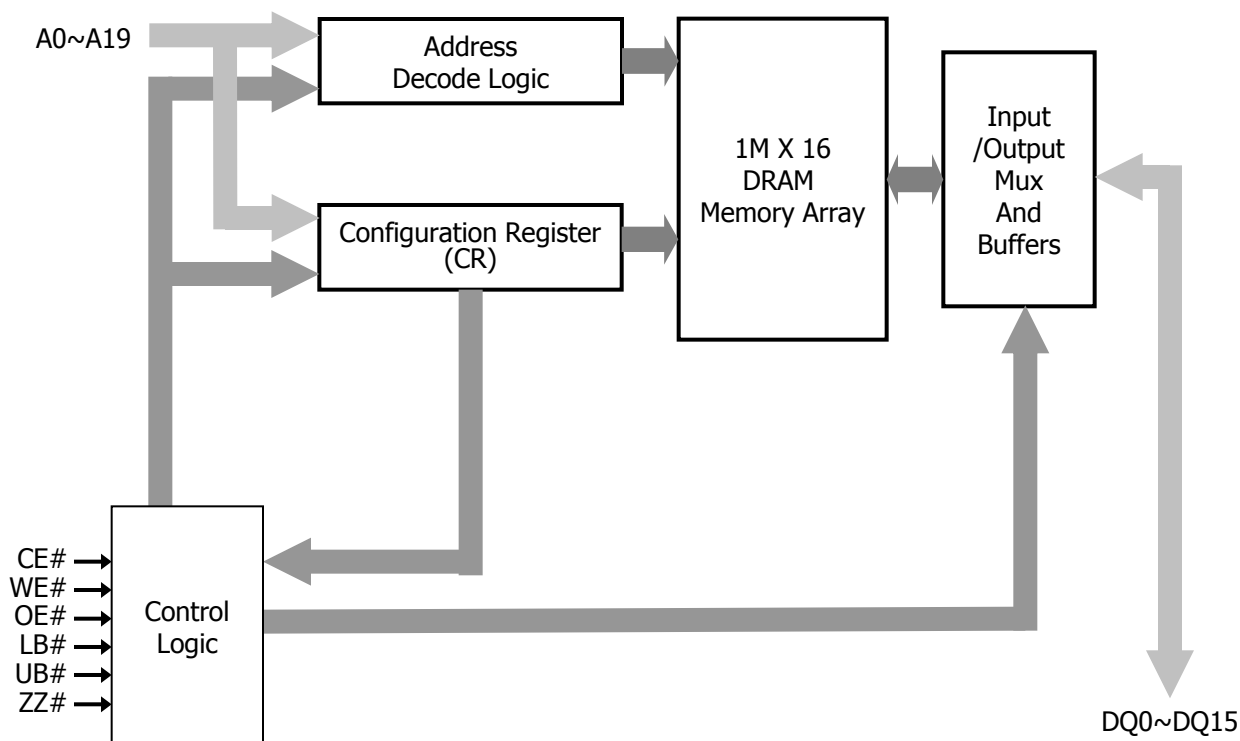 A0~A19
Address
Decode Logic
1M X 16
DRAM
Memory Array
Input
/Output
Mux
And
Buffers
Configuration Register
(CR)
CE#
WE#
OE#
LB#
UB#
ZZ#
Control
Logic
DQ0~DQ15